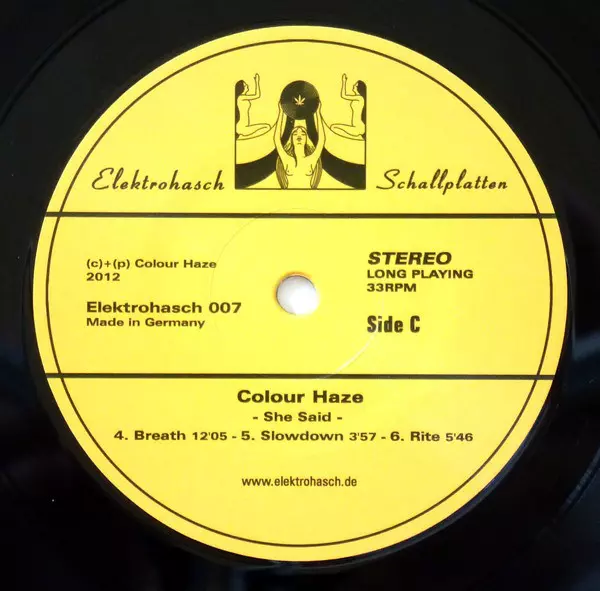 Elektrohasch Schallplatten
(c)+(p) Colour Haze
2012
Elektrohasch 007
Made in Germany
STEREO
LONG PLAYING
33RPM
Side C
Colour Haze
- She Said -
4. Breath 12'05 - 5. Slowdown 3'57 - 6. Rite 5'46
www.elektrohasch.de